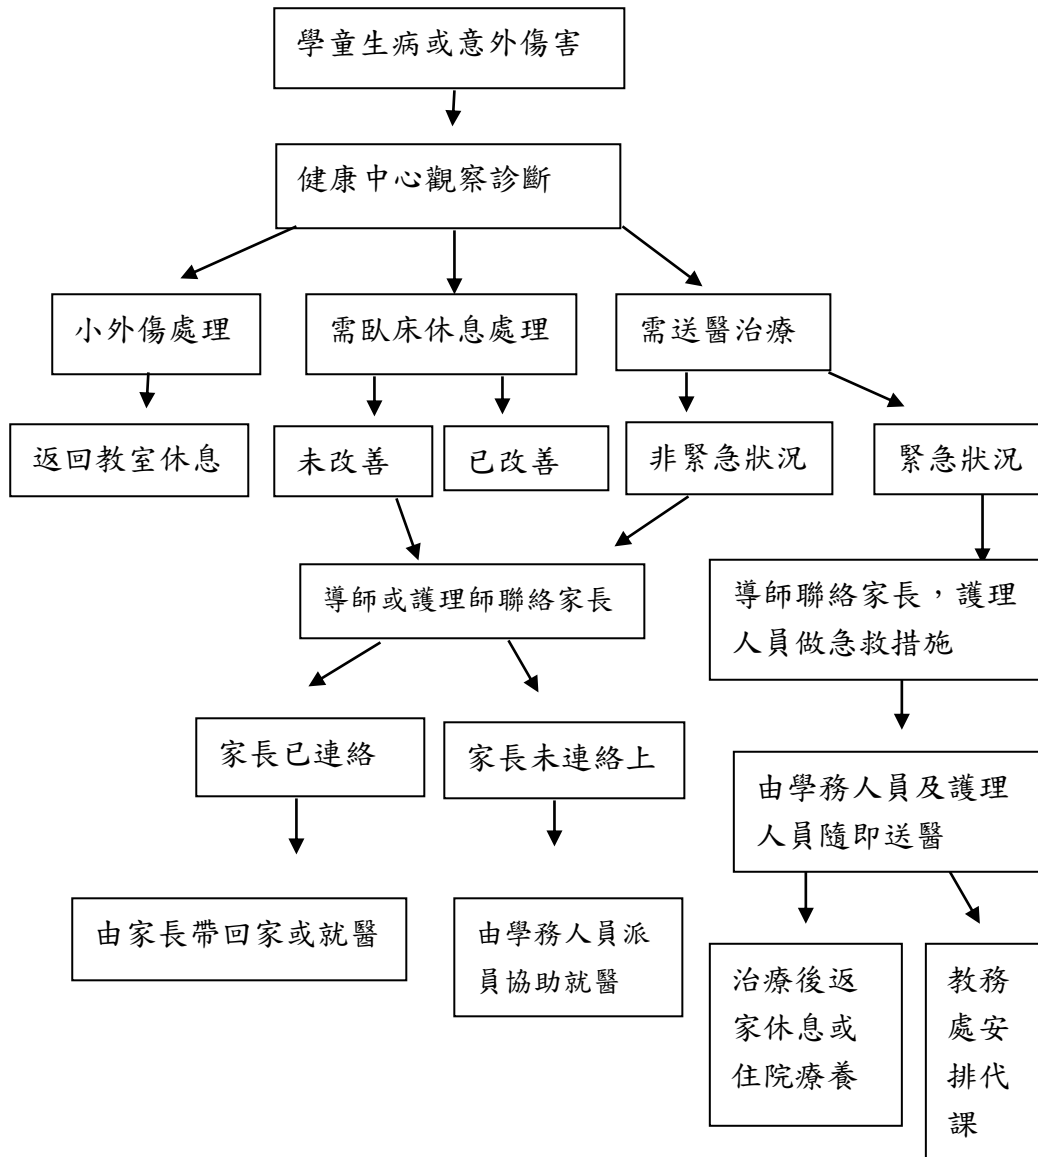 學童生病或意外傷害
健康中心觀察診斷
小外傷處理
需臥床休息處理
需送醫治療
返回教室休息
未改善
已改善
非緊急狀況
緊急狀況
導師或護理師聯絡家長
導師聯絡家長，護理
人員做急救措施
家長已連絡
家長未連絡上
由學務人員及護理
人員隨即送醫
由家長帶回家或就醫
由學務人員派
員協助就醫
治療後返
家休息或
住院療養
教務
處安
排代
課